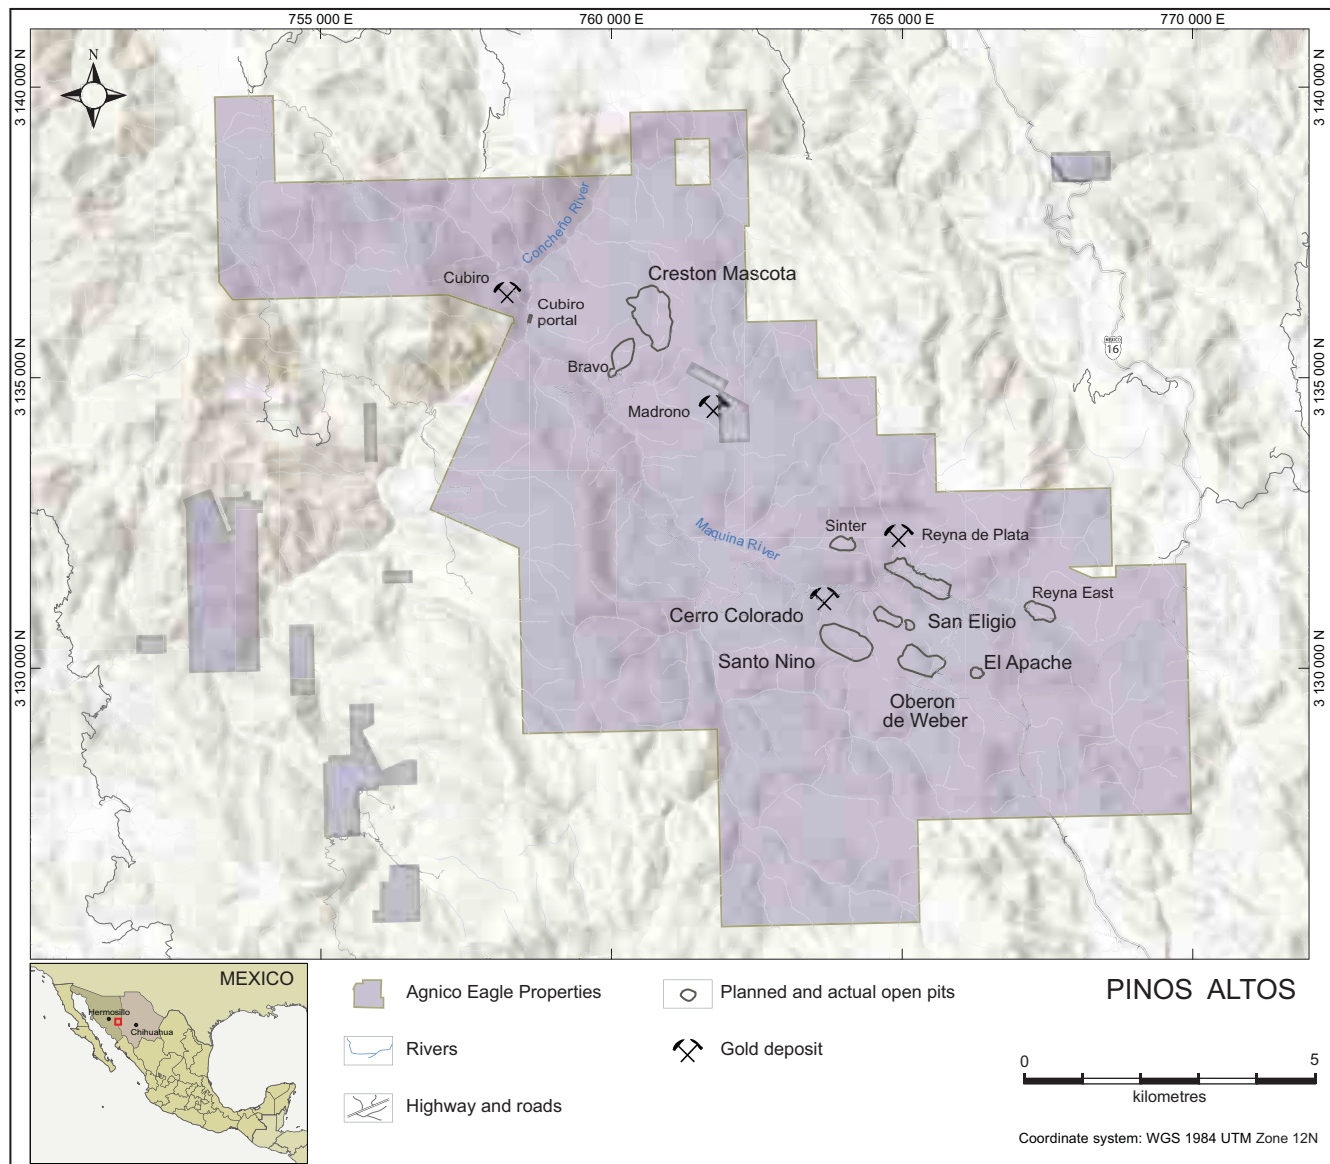 755 000 E
760 000 E
765 000 E
770 000 E
3 140 000 N
3 140 000 N
N
Concheño River
Cubiro
Creston Mascota
Cubiro
portal
Bravo
3 135 000 N
3 135 000 N
MEXICO
16
Madrono
Maquina River
Sinter
Reyna de Plata
Reyna East
Cerro Colorado
San Eligio
Santo Nino
El Apache
3 130 000 N
3 130 000 N
Oberon
de Weber
MEXICO
Hermosillo
Chihuahua
Agnico Eagle Properties
Rivers
Highway and roads
Planned and actual open pits
Gold deposit
PINOS ALTOS
0
5
kilometres
Coordinate system: WGS 1984 UTM Zone 12N